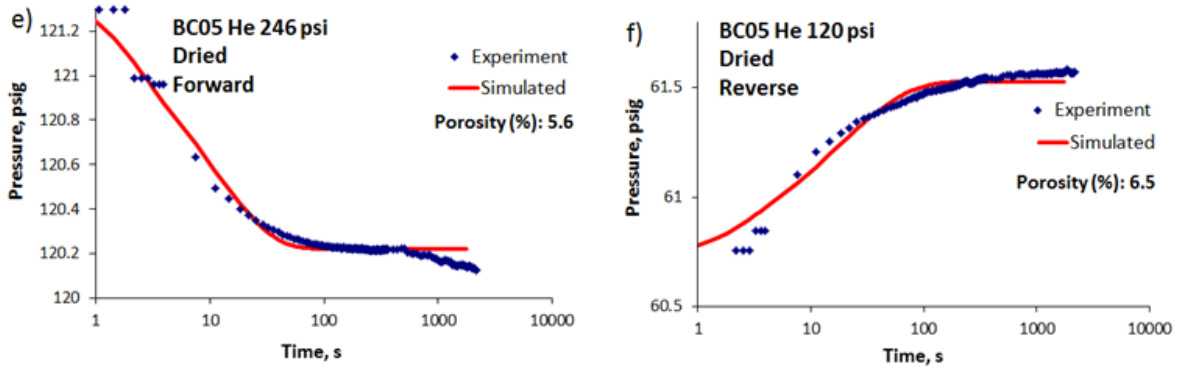 e)
BC05 He 246 psi
Dried
Forward
Experiment
Simulated
Porosity (%): 5.6
Pressure, psig
121.2
121
120.8
120.6
120.4
120.2
120
1 10 100 1000 10000
Time, s
f)
BC05 He 120 psi
Dried
Reverse
Experiment
Simulated
Porosity (%): 6.5
Pressure, psig
61.5
61
60.5
1 10 100 1000 10000
Time, s